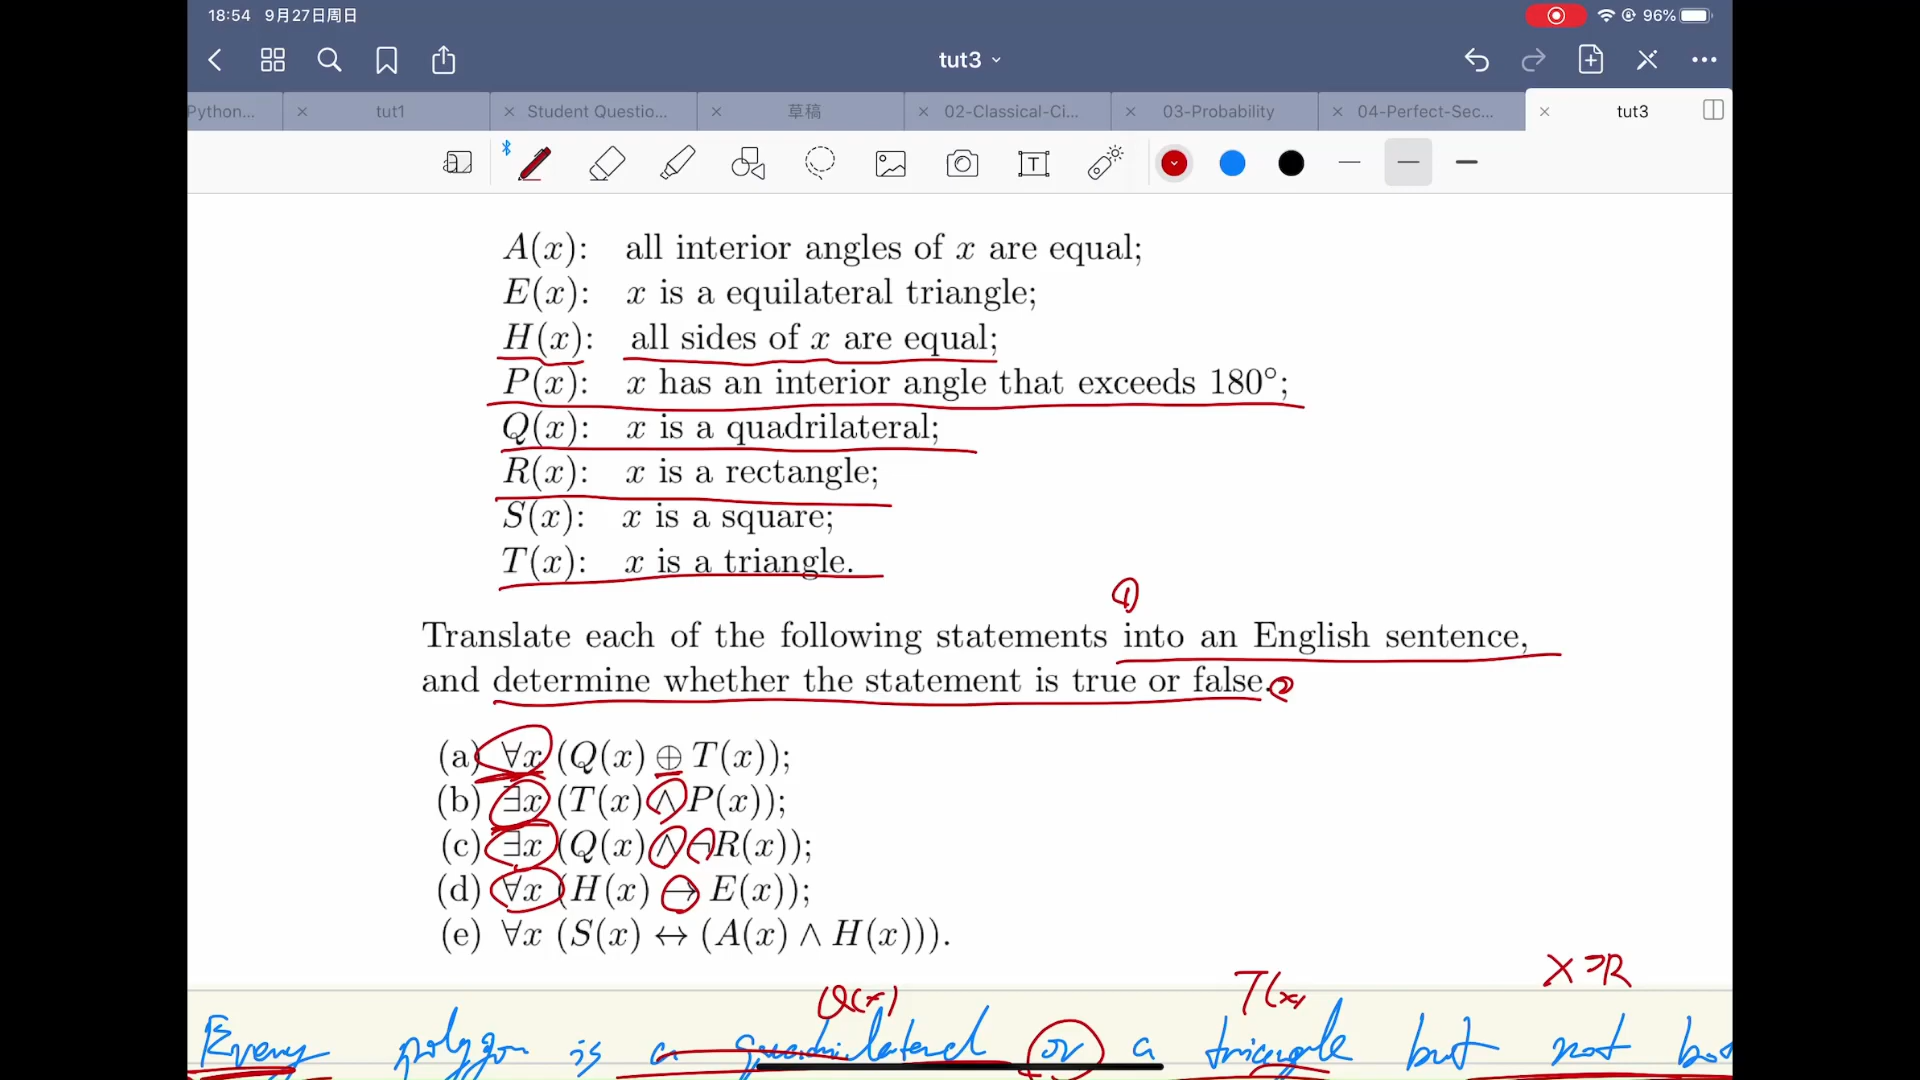 18:54 9月27日周日 96%
tut3
Python... tut1 Student Questio... 草稿 02-Classical-Ci... 03-Probability 04-Perfect-Sec... tut3
A(x): all interior angles of x are equal;
E(x): x is a equilateral triangle;
H(x): all sides of x are equal;
P(x): x has an interior angle that exceeds 180°;
Q(x): x is a quadrilateral;
R(x): x is a rectangle;
S(x): x is a square;
T(x): x is a triangle.
①
Translate each of the following statements into an English sentence,
and determine whether the statement is true or false. ②
(a) ∀x (Q(x) ⊕ T(x));
(b) ∃x (T(x) ∧ P(x));
(c) ∃x (Q(x) ∧ ¬R(x));
(d) ∀x (H(x) → E(x));
(e) ∀x (S(x) ↔ (A(x) ∧ H(x))).
Q(x) T(x)
Every polygon is a quadrilateral or a triangle but not bo